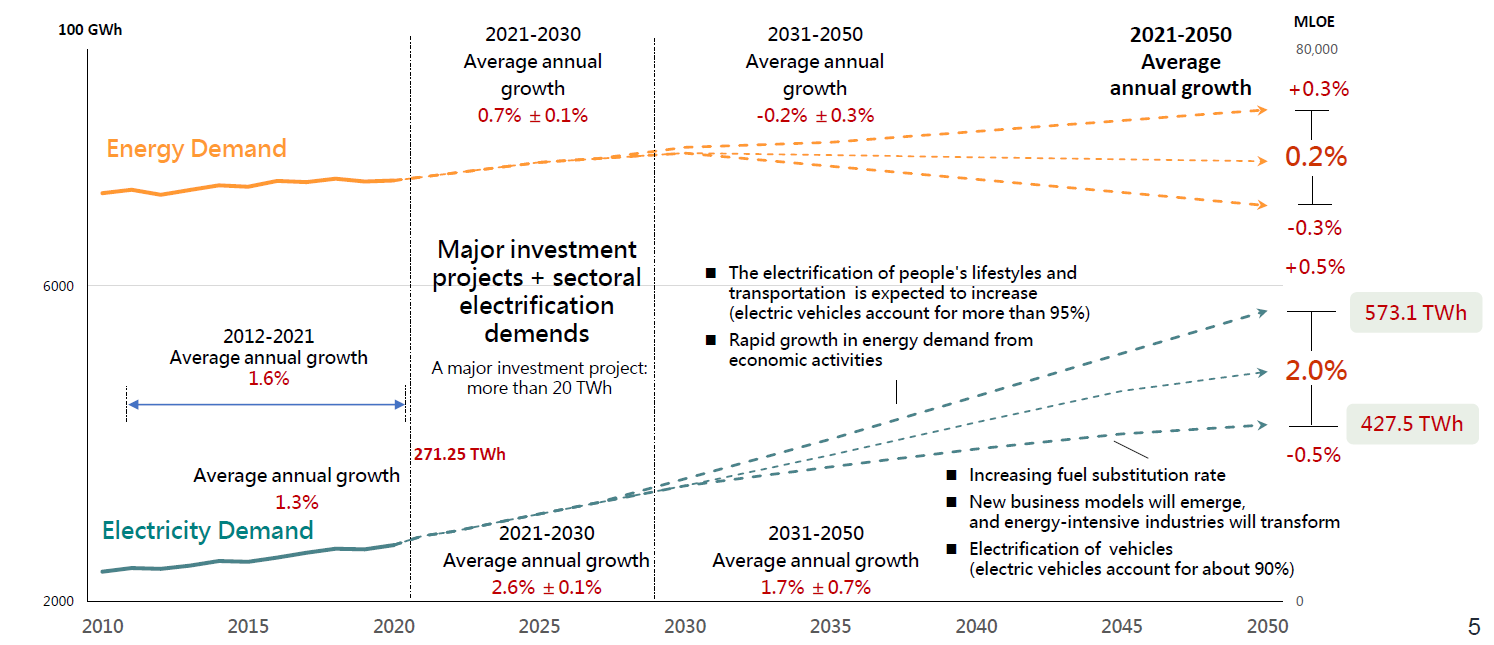 100 GWh
2021-2030
Average annual
growth
0.7% ±0.1%
2031-2050
Average annual
growth
-0.2% ±0.3%
2021-2050
Average
annual growth
MLOE
80,000
+0.3%
Energy Demand
0.2%
-0.3%
+0.5%
6000
Major investment
projects + sectoral
electrification
demends
A major investment project:
more than 20 TWh
■ The electrification of people's lifestyles and
transportation is expected to increase
(electric vehicles account for more than 95%)
■ Rapid growth in energy demand from
economic activities
573.1 TWh
2012-2021
Average annual growth
1.6%
2.0%
427.5 TWh
-0.5%
271.25 TWh
Average annual growth
1.3%
Electricity Demand
■ Increasing fuel substitution rate
■ New business models will emerge,
and energy-intensive industries will transform
■ Electrification of vehicles
(electric vehicles account for about 90%)
2021-2030
Average annual growth
2.6% ±0.1%
2031-2050
Average annual growth
1.7% ±0.7%
2000
0
2010 2015 2020 2025 2030 2035 2040 2045 2050
5